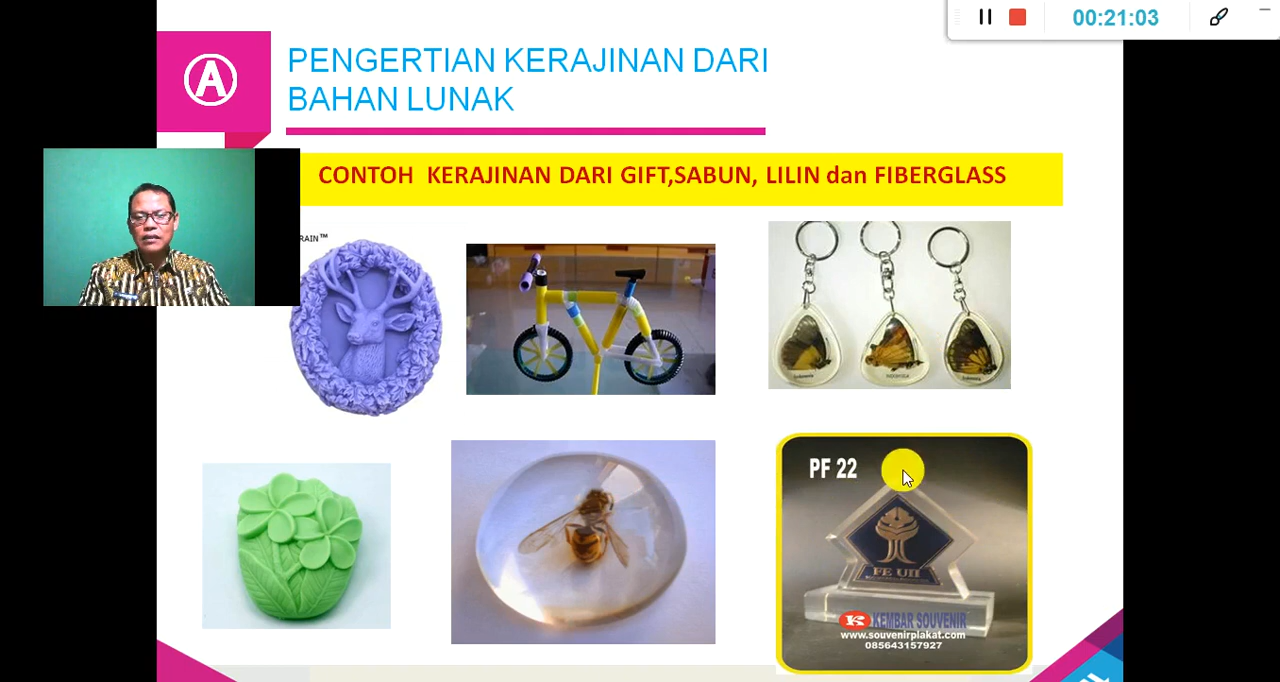 00:21:03
A
PENGERTIAN KERAJINAN DARI
BAHAN LUNAK
CONTOH KERAJINAN DARI GIFT,SABUN, LILIN dan FIBERGLASS
RAIN™
PF 22
FE UII
K KEMBAR SOUVENIR
www.souvenirplakat.com
085643157927